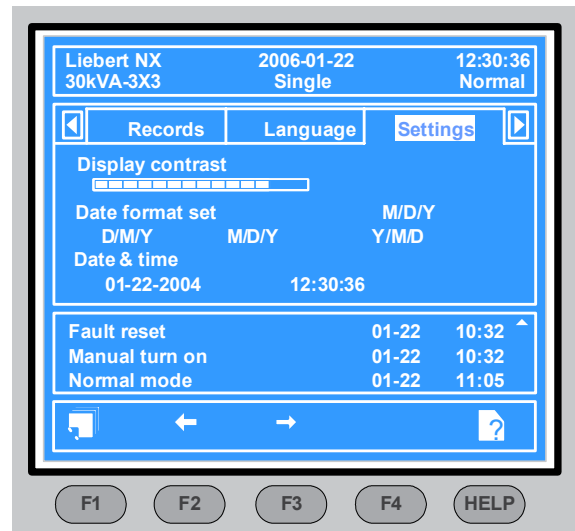 Liebert NX 2006-01-22 12:30:36
30kVA-3X3 Single Normal
Records Language Settings
Display contrast
Date format set M/D/Y
D/M/Y M/D/Y Y/M/D
Date & time
01-22-2004 12:30:36
Fault reset 01-22 10:32
Manual turn on 01-22 10:32
Normal mode 01-22 11:05
?
F1 F2 F3 F4 HELP